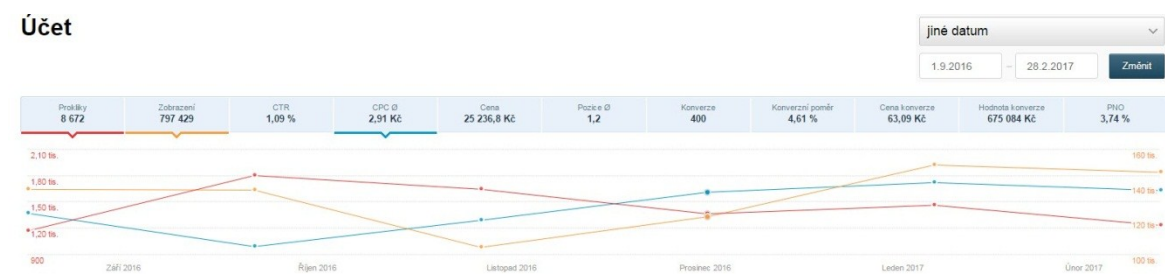 Účet
jiné datum
1.9.2016 – 28.2.2017 Změnit
Prokliky Zobrazení CTR CPC Ø Cena Pozice Ø Konverze Konverzní poměr Cena konverze Hodnota konverze PNO
8 672 797 429 1,09 % 2,91 Kč 25 236,8 Kč 1,2 400 4,61 % 63,09 Kč 675 084 Kč 3,74 %
2,10 tis. 160 tis.
1,80 tis. 140 tis.
1,50 tis.
1,20 tis. 120 tis.
900 100 tis.
Září 2016 Říjen 2016 Listopad 2016 Prosinec 2016 Leden 2017 Únor 2017